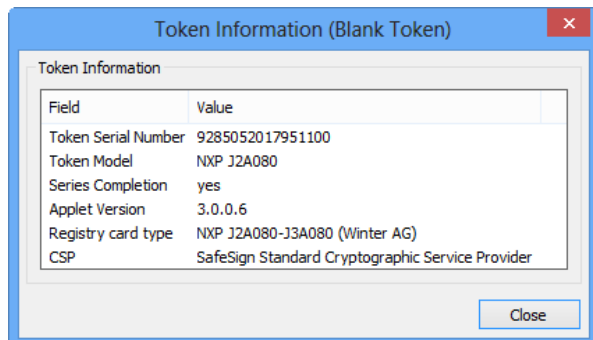 Token Information (Blank Token)
Token Information
Field Value
Token Serial Number 9285052017951100
Token Model NXP J2A080
Series Completion yes
Applet Version 3.0.0.6
Registry card type NXP J2A080-J3A080 (Winter AG)
CSP SafeSign Standard Cryptographic Service Provider
Close